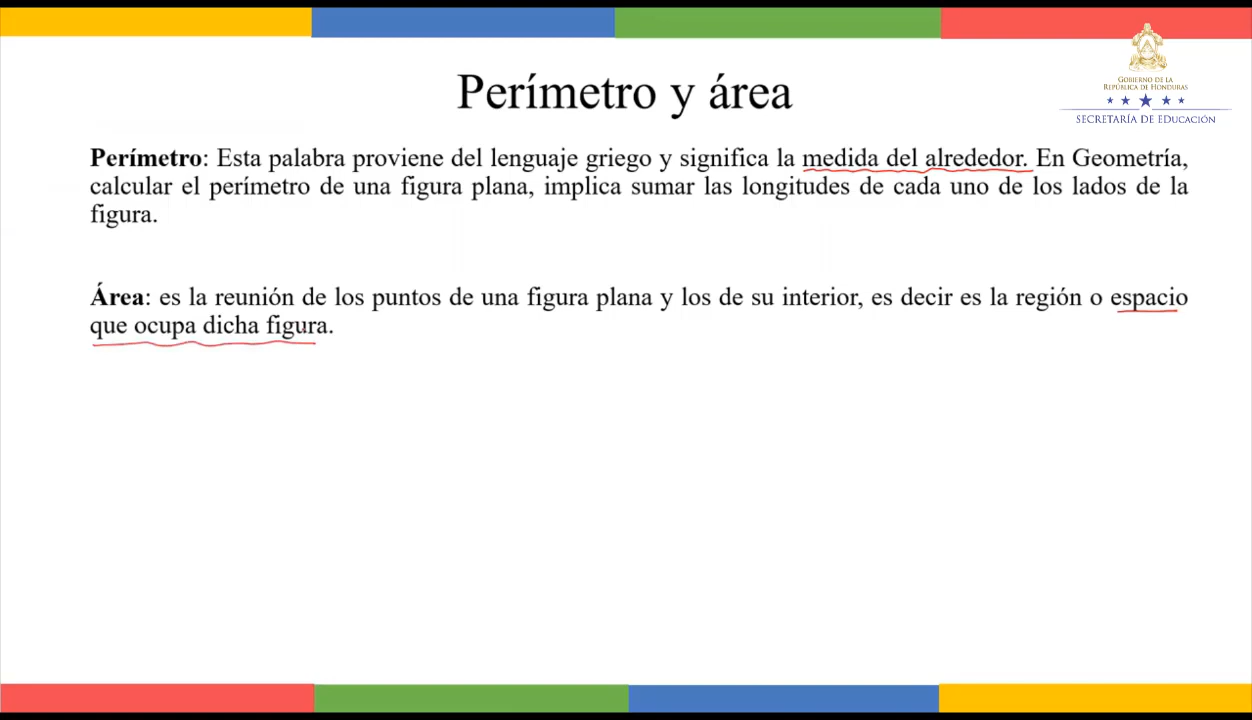 Perímetro y área
GOBIERNO DE LA
REPÚBLICA DE HONDURAS
SECRETARÍA DE EDUCACIÓN
Perímetro: Esta palabra proviene del lenguaje griego y significa la medida del alrededor. En Geometría,
calcular el perímetro de una figura plana, implica sumar las longitudes de cada uno de los lados de la
figura.
Área: es la reunión de los puntos de una figura plana y los de su interior, es decir es la región o espacio
que ocupa dicha figura.